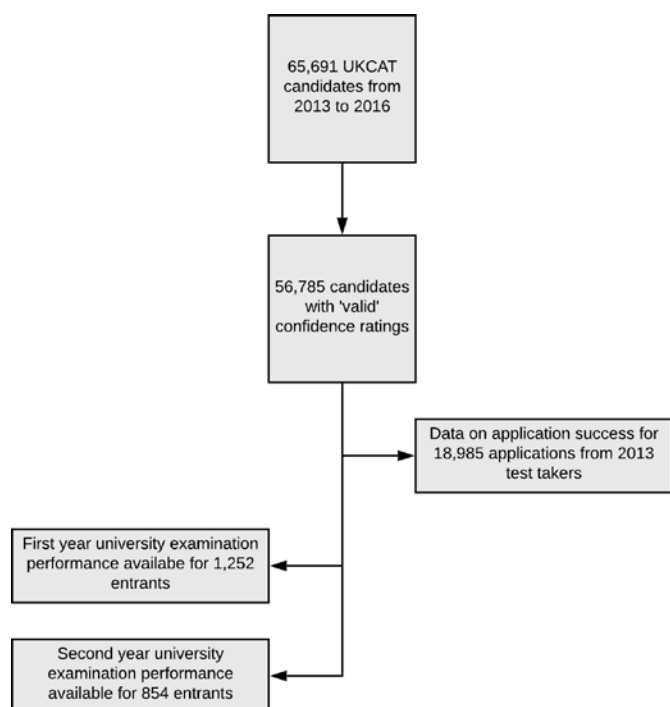 65,691 UKCAT
candidates from
2013 to 2016
56,785 candidates
with 'valid'
confidence ratings
Data on application success for
18,985 applications from 2013
test takers
First year university examination
performance availabe for 1,252
entrants
Second year university
examination performance
available for 854 entrants